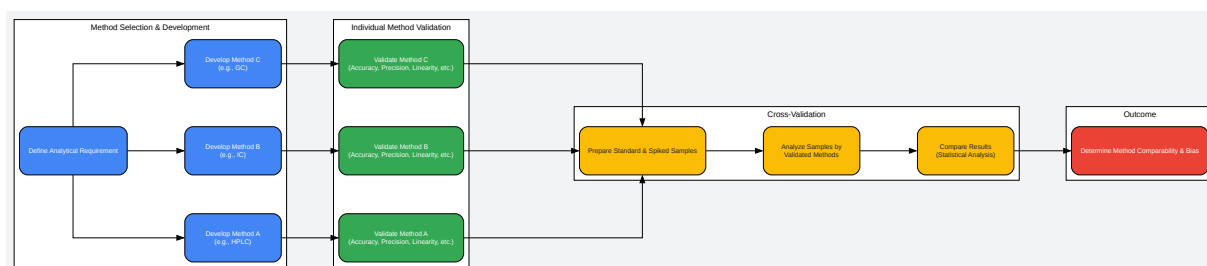 Method Selection & Development
Define Analytical Requirement
Develop Method C
(e.g., GC)
Develop Method B
(e.g., IC)
Develop Method A
(e.g., HPLC)
Individual Method Validation
Validate Method C
(Accuracy, Precision, Linearity, etc.)
Validate Method B
(Accuracy, Precision, Linearity, etc.)
Validate Method A
(Accuracy, Precision, Linearity, etc.)
Cross-Validation
Prepare Standard & Spiked Samples
Analyze Samples by
Validated Methods
Compare Results
(Statistical Analysis)
Outcome
Determine Method Comparability & Bias